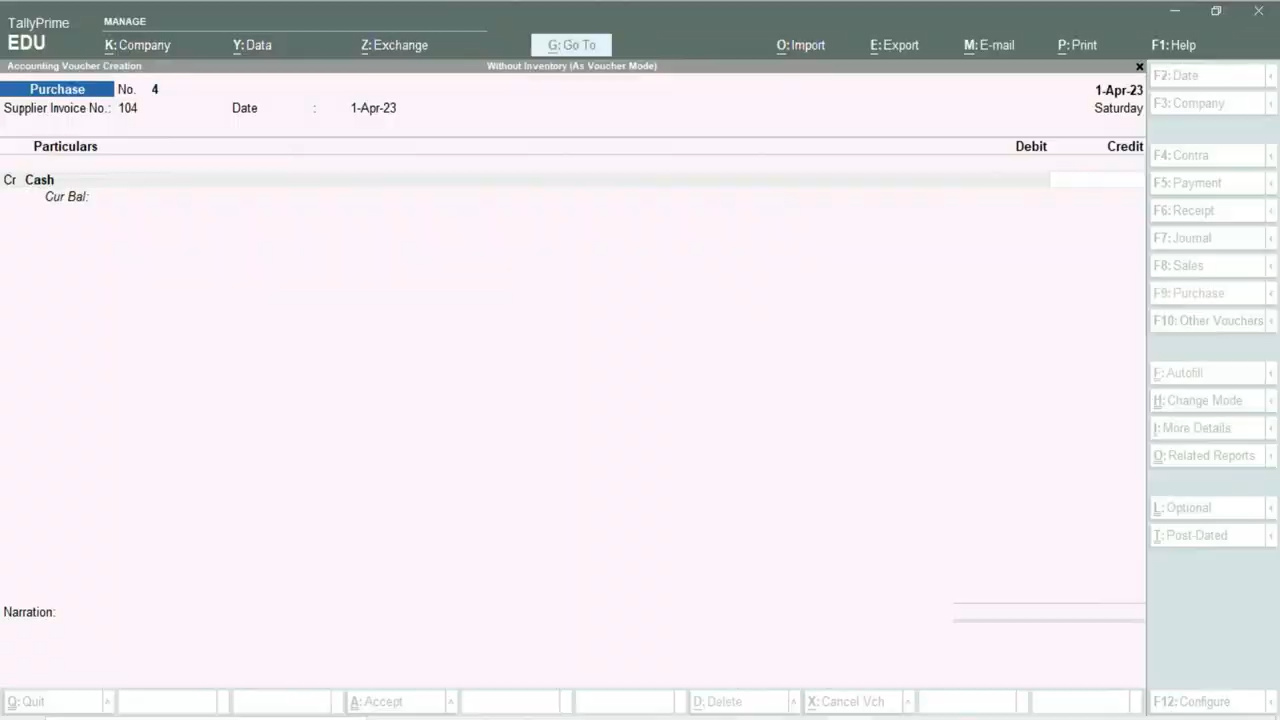 TallyPrime
EDU
MANAGE
K: Company Y: Data Z: Exchange G: Go To O: Import E: Export M: E-mail P: Print F1: Help
Accounting Voucher Creation Without Inventory (As Voucher Mode)
Purchase No. 4 1-Apr-23
Supplier Invoice No.: 104 Date : 1-Apr-23 Saturday
Particulars Debit Credit
Cr Cash
Cur Bal:
Narration:
F2: Date
F3: Company
F4: Contra
F5: Payment
F6: Receipt
F7: Journal
F8: Sales
F9: Purchase
F10: Other Vouchers
F: Autofill
H: Change Mode
I: More Details
O: Related Reports
L: Optional
T: Post-Dated
Q: Quit A: Accept D: Delete X: Cancel Vch F12: Configure